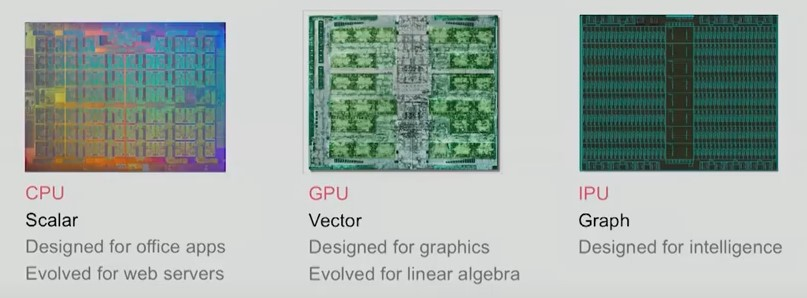 CPU
Scalar
Designed for office apps
Evolved for web servers
GPU
Vector
Designed for graphics
Evolved for linear algebra
IPU
Graph
Designed for intelligence